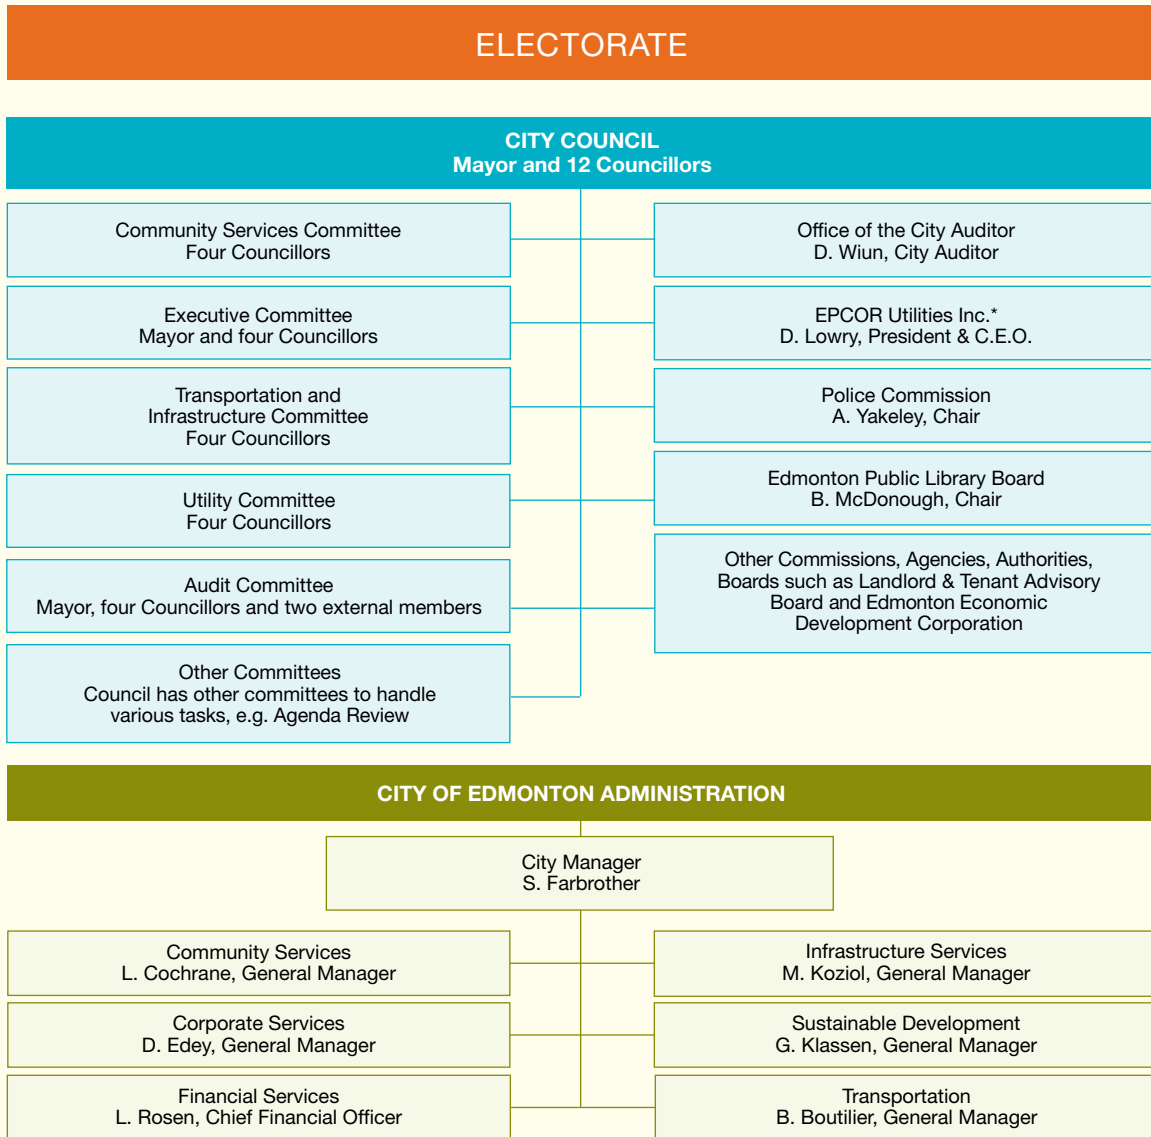 ELECTORATE
CITY COUNCIL
Mayor and 12 Councillors
Community Services Committee
Four Councillors
Executive Committee
Mayor and four Councillors
Transportation and
Infrastructure Committee
Four Councillors
Utility Committee
Four Councillors
Audit Committee
Mayor, four Councillors and two external members
Other Committees
Council has other committees to handle
various tasks, e.g. Agenda Review
Office of the City Auditor
D. Wiun, City Auditor
EPCOR Utilities Inc.*
D. Lowry, President & C.E.O.
Police Commission
A. Yakeley, Chair
Edmonton Public Library Board
B. McDonough, Chair
Other Commissions, Agencies, Authorities,
Boards such as Landlord & Tenant Advisory
Board and Edmonton Economic
Development Corporation
CITY OF EDMONTON ADMINISTRATION
City Manager
S. Farbrother
Community Services
L. Cochrane, General Manager
Corporate Services
D. Edey, General Manager
Financial Services
L. Rosen, Chief Financial Officer
Infrastructure Services
M. Koziol, General Manager
Sustainable Development
G. Klassen, General Manager
Transportation
B. Boutilier, General Manager